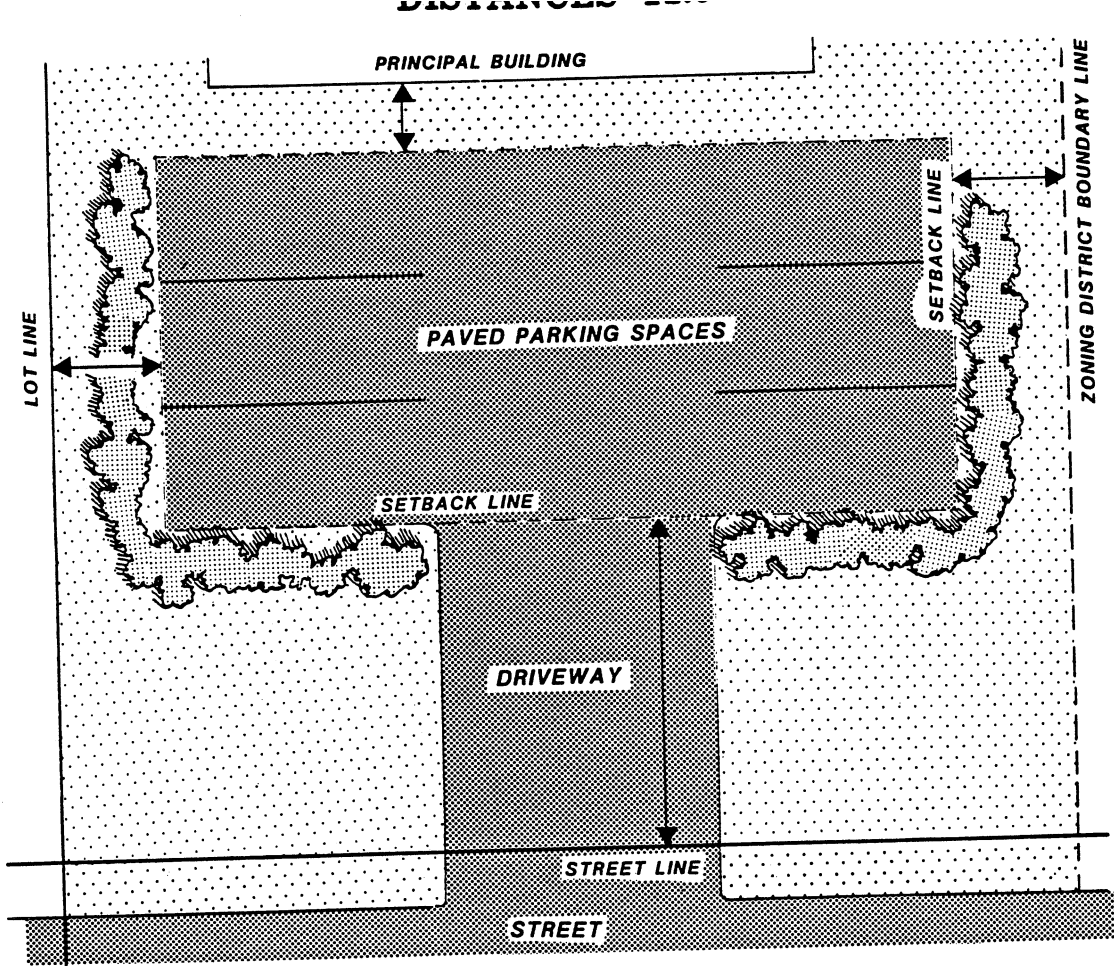 DISTANCES
PRINCIPAL BUILDING
ZONING DISTRICT BOUNDARY LINE
SETBACK LINE
LOT LINE
PAVED PARKING SPACES
SETBACK LINE
DRIVEWAY
STREET LINE
STREET